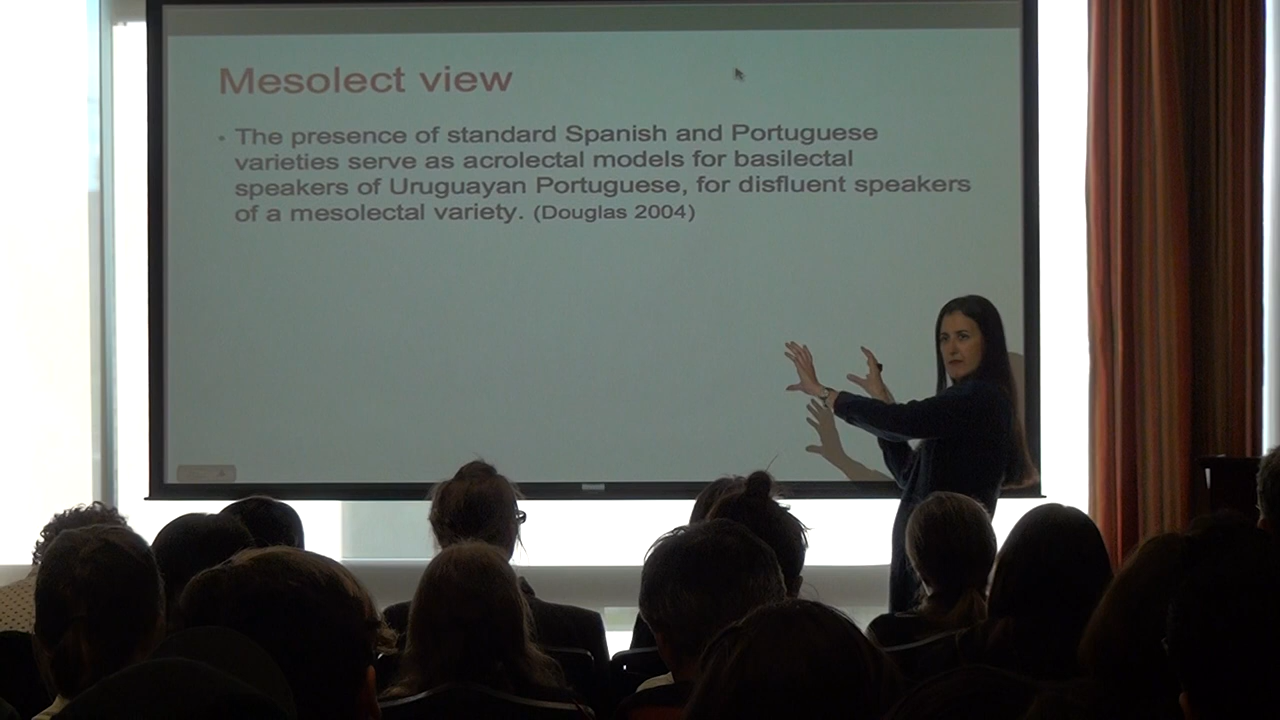 Mesolect view
• The presence of standard Spanish and Portuguese
varieties serve as acrolectal models for basilectal
speakers of Uruguayan Portuguese, for disfluent speakers
of a mesolectal variety. (Douglas 2004)